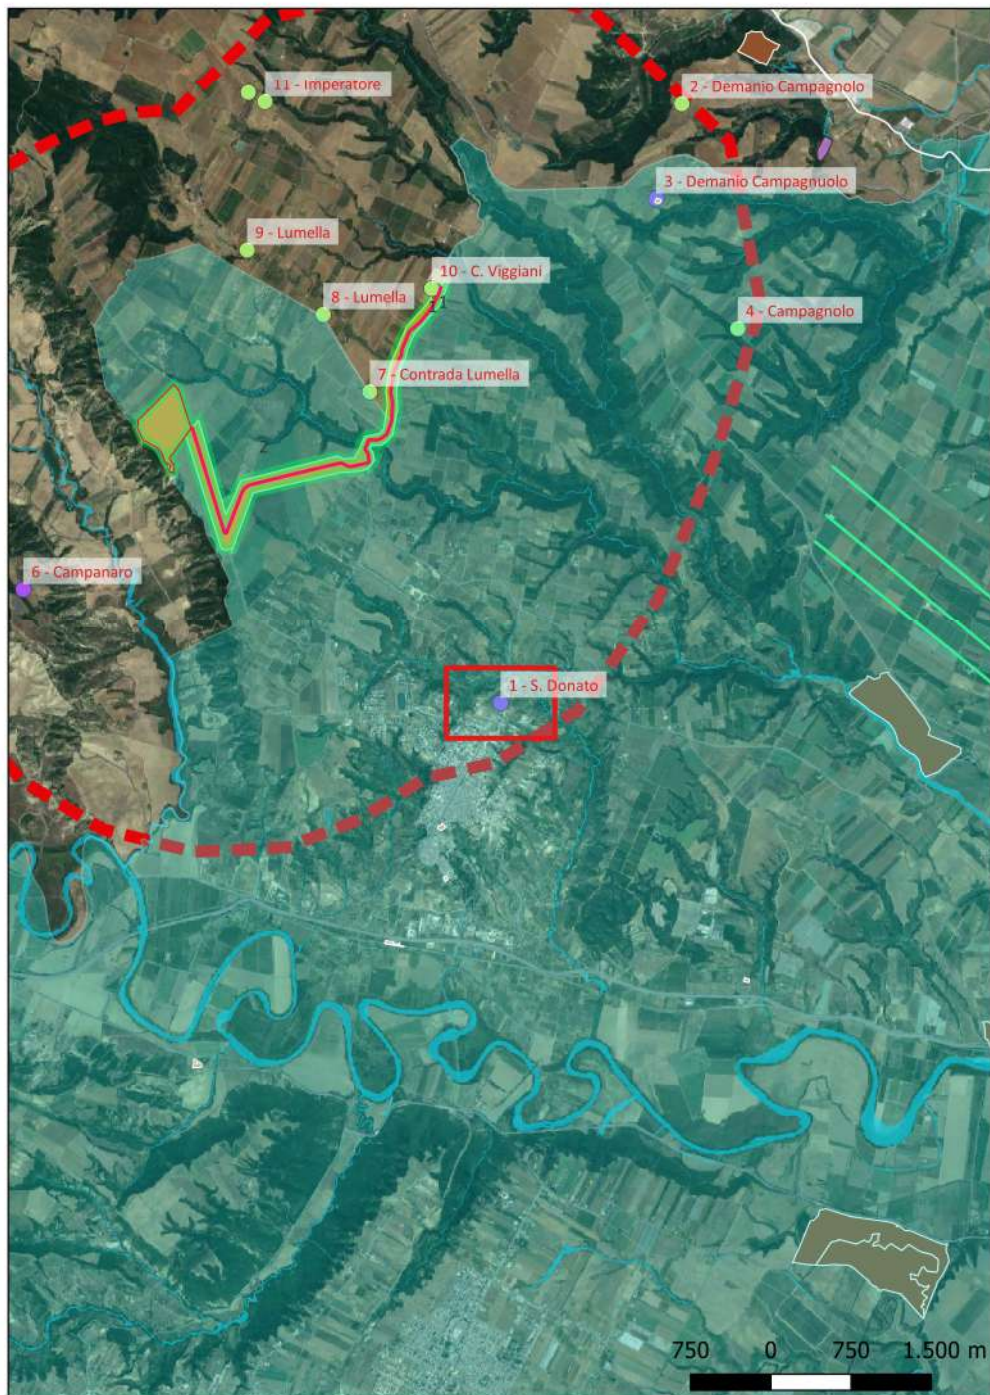 11 - Imperatore
2 - Demanio Campagnolo
3 - Demanio Campagnuolo
9 - Lumella
10 - C. Viggiani
8 - Lumella
4 - Campagnolo
7 - Contrada Lumella
6 - Campanaro
1 - S. Donato
750 0 750 1.500 m